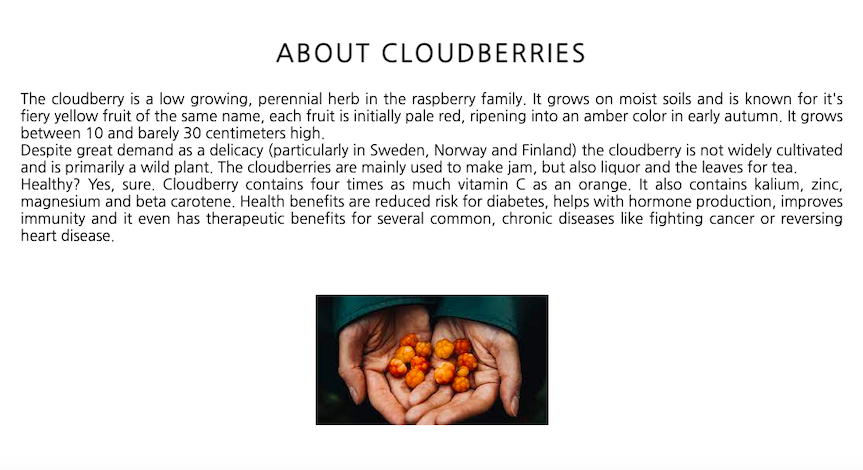 ABOUT CLOUDBERRIES
The cloudberry is a low growing, perennial herb in the raspberry family. It grows on moist soils and is known for it's
fiery yellow fruit of the same name, each fruit is initially pale red, ripening into an amber color in early autumn. It grows
between 10 and barely 30 centimeters high.
Despite great demand as a delicacy (particularly in Sweden, Norway and Finland) the cloudberry is not widely cultivated
and is primarily a wild plant. The cloudberries are mainly used to make jam, but also liquor and the leaves for tea.
Healthy? Yes, sure. Cloudberry contains four times as much vitamin C as an orange. It also contains kalium, zinc,
magnesium and beta carotene. Health benefits are reduced risk for diabetes, helps with hormone production, improves
immunity and it even has therapeutic benefits for several common, chronic diseases like fighting cancer or reversing
heart disease.